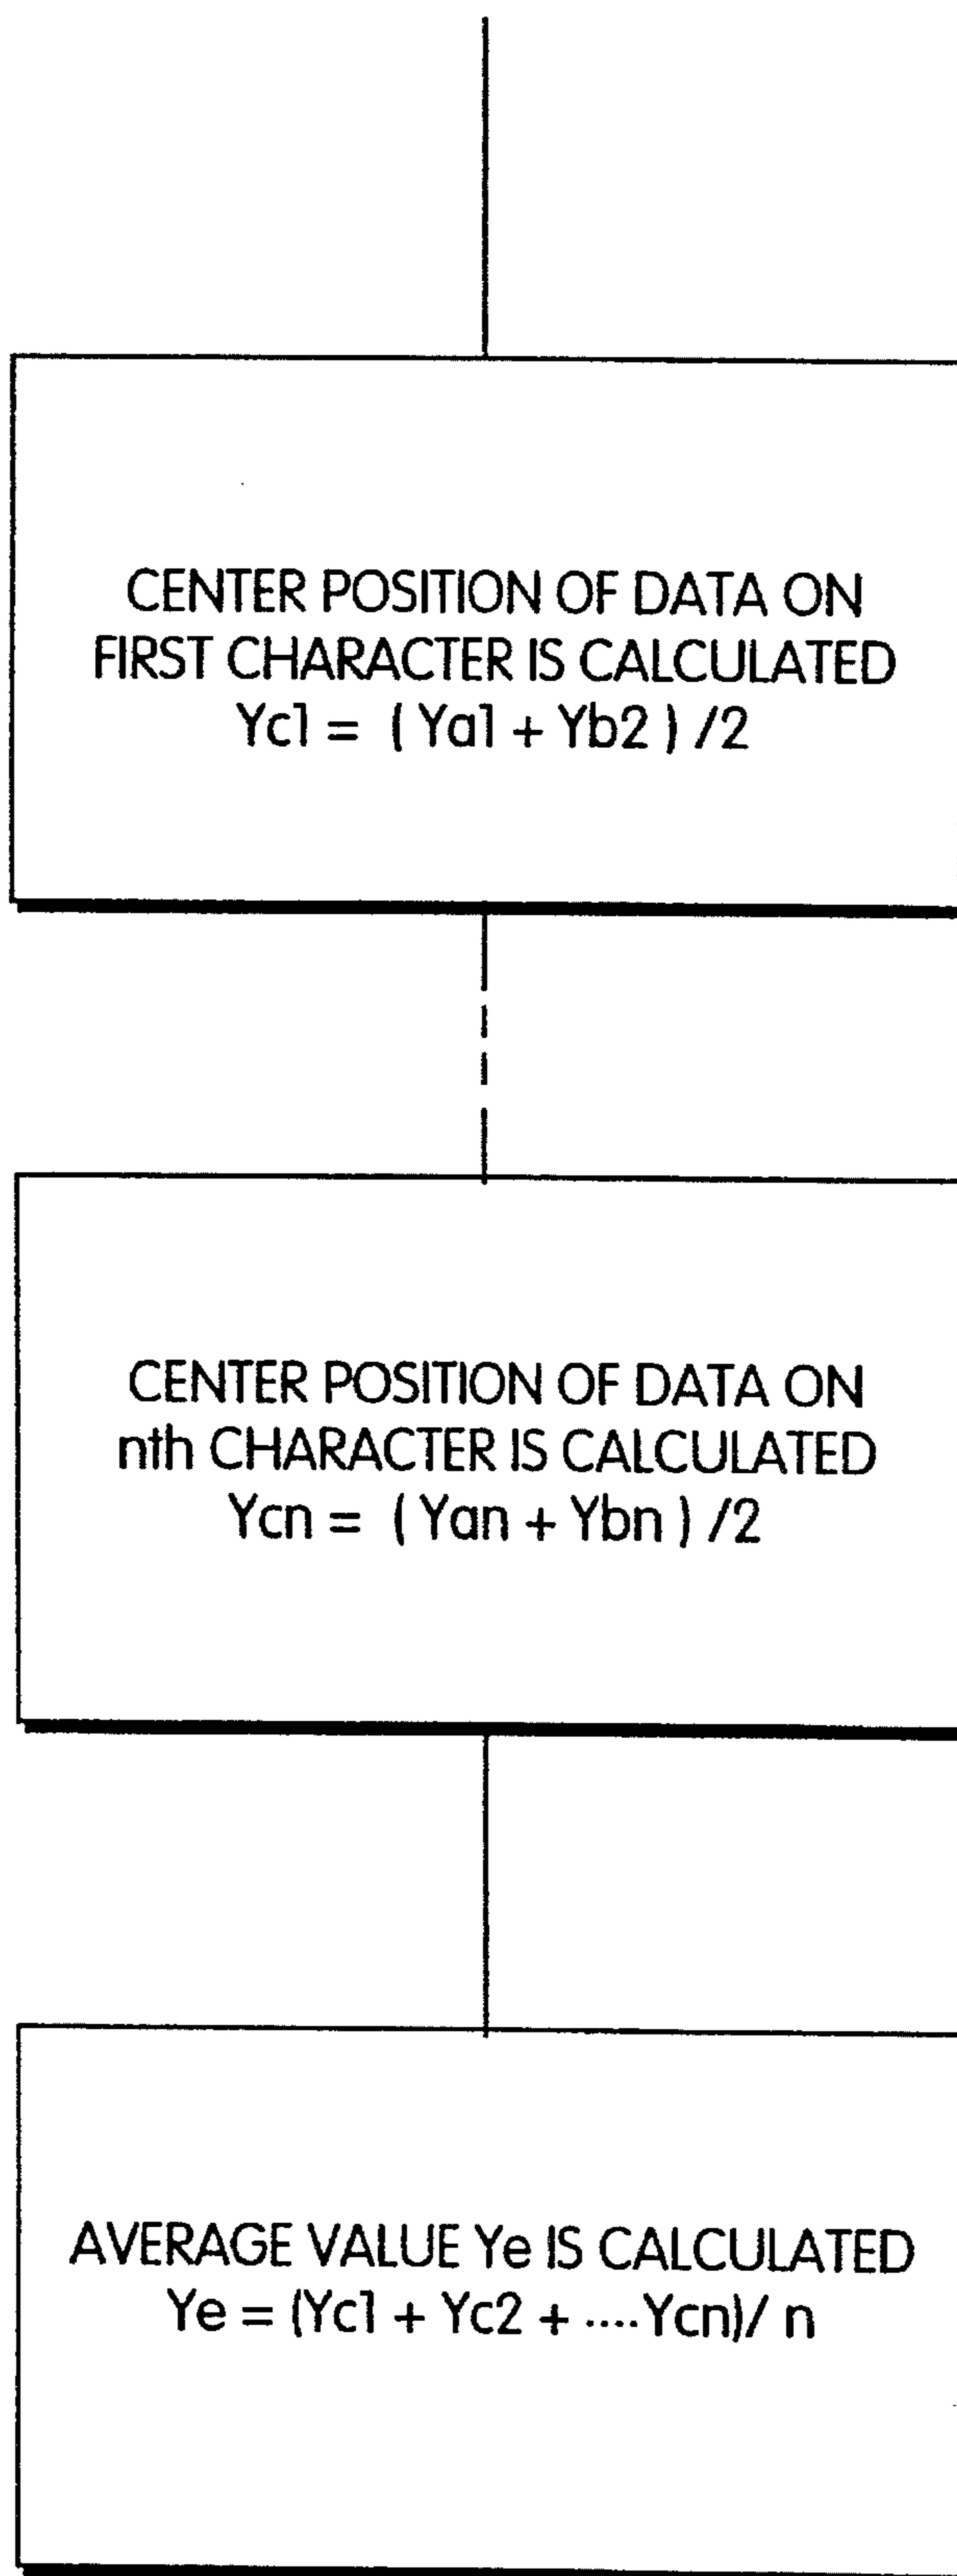 CENTER POSITION OF DATA ON
FIRST CHARACTER IS CALCULATED
Yc1 = ( Ya1 + Yb2 ) /2
CENTER POSITION OF DATA ON
nth CHARACTER IS CALCULATED
Ycn = ( Yan + Ybn ) /2
AVERAGE VALUE Ye IS CALCULATED
Ye = (Yc1 + Yc2 + ....Ycn)/ n